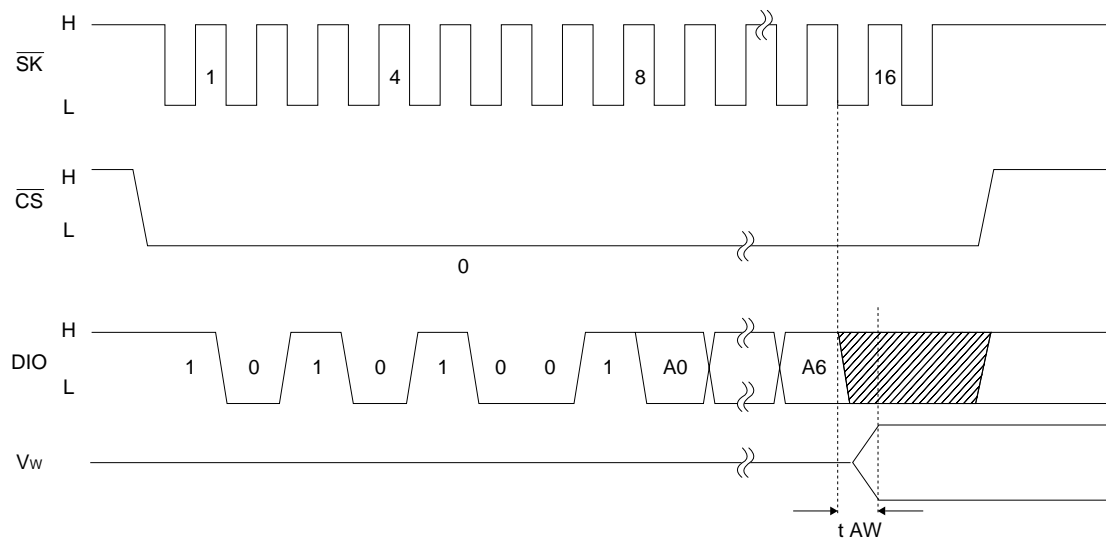 H
SK
1 4 8 16
L
H
CS
L
0
H
DIO
1 0 1 0 1 0 0 1 A0 A6
L
Vw
t AW